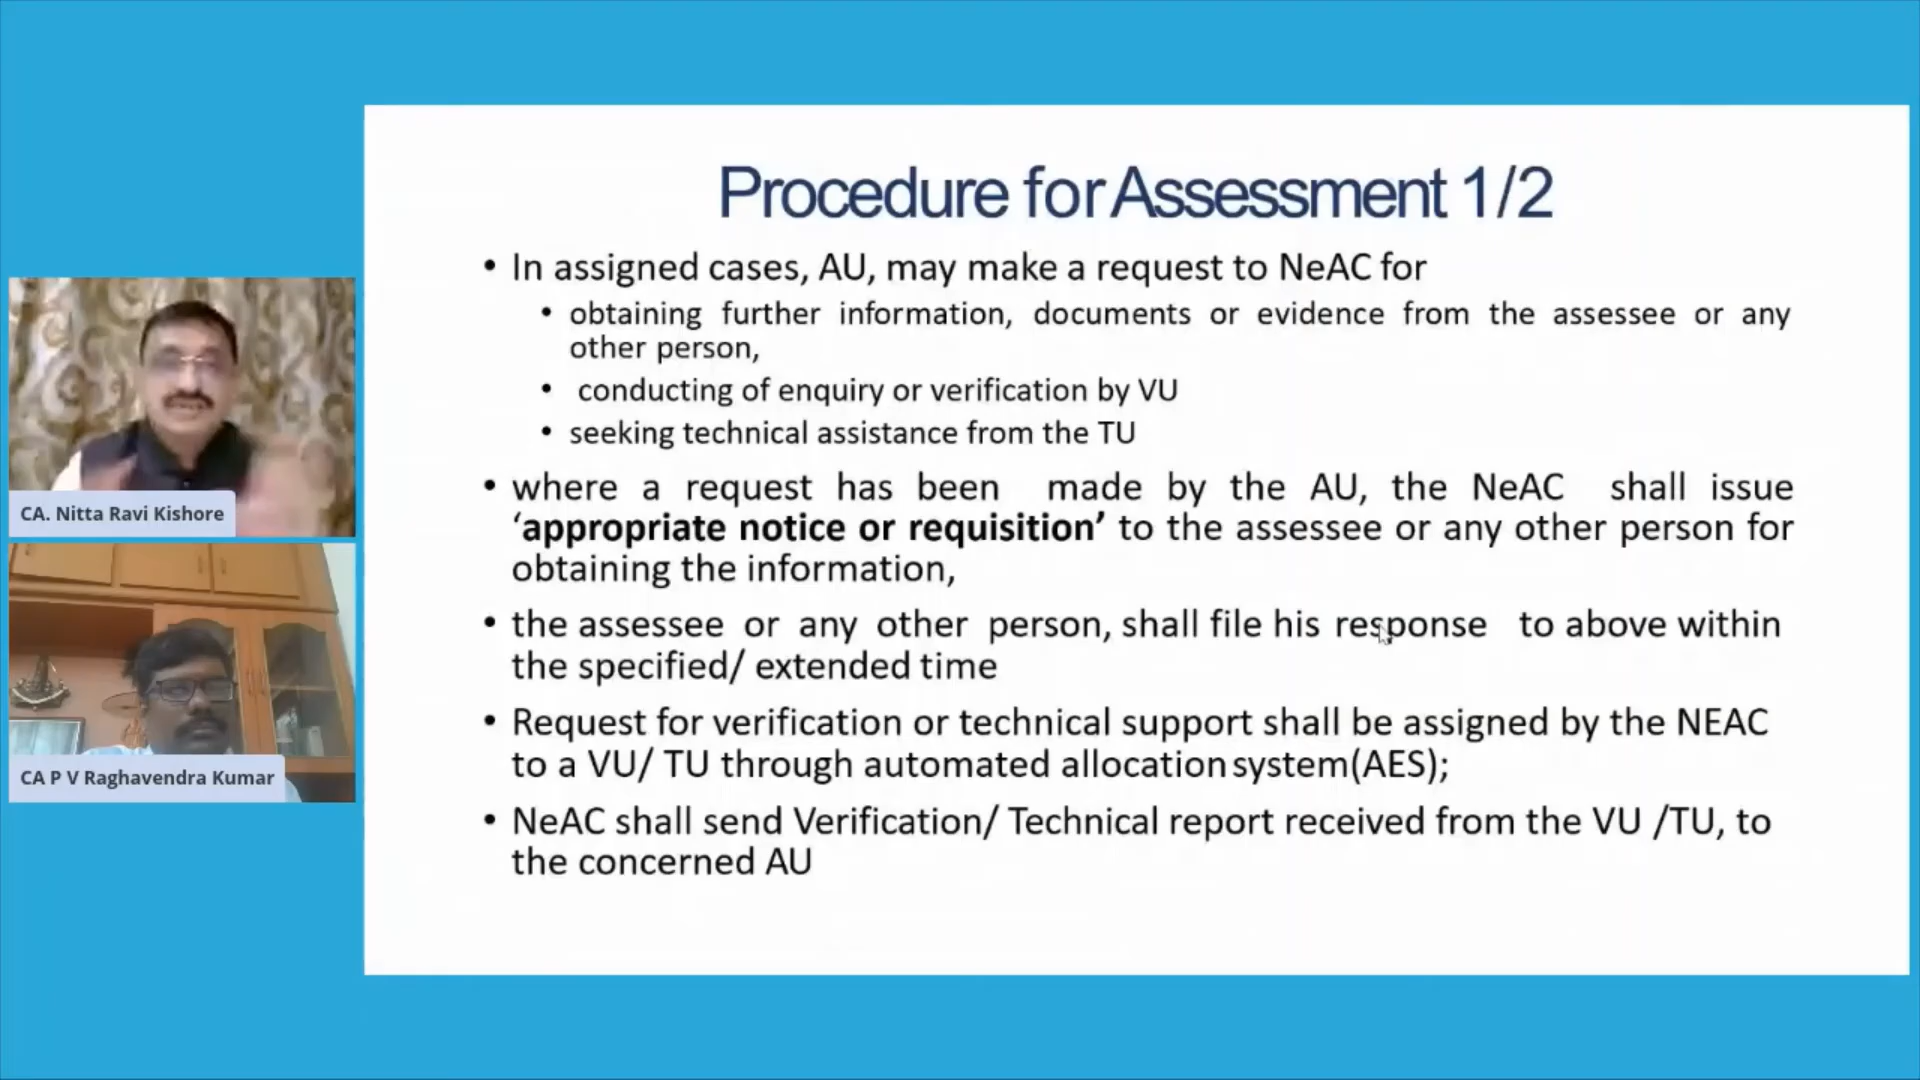 Procedure for Assessment 1/2
• In assigned cases, AU, may make a request to NeAC for
• obtaining further information, documents or evidence from the assessee or any
other person,
• conducting of enquiry or verification by VU
• seeking technical assistance from the TU
• where a request has been made by the AU, the NeAC shall issue
‘appropriate notice or requisition’ to the assessee or any other person for
obtaining the information,
• the assessee or any other person, shall file his response to above within
the specified/ extended time
• Request for verification or technical support shall be assigned by the NEAC
to a VU/ TU through automated allocation system(AES);
• NeAC shall send Verification/ Technical report received from the VU /TU, to
the concerned AU
CA. Nitta Ravi Kishore
CA P V Raghavendra Kumar